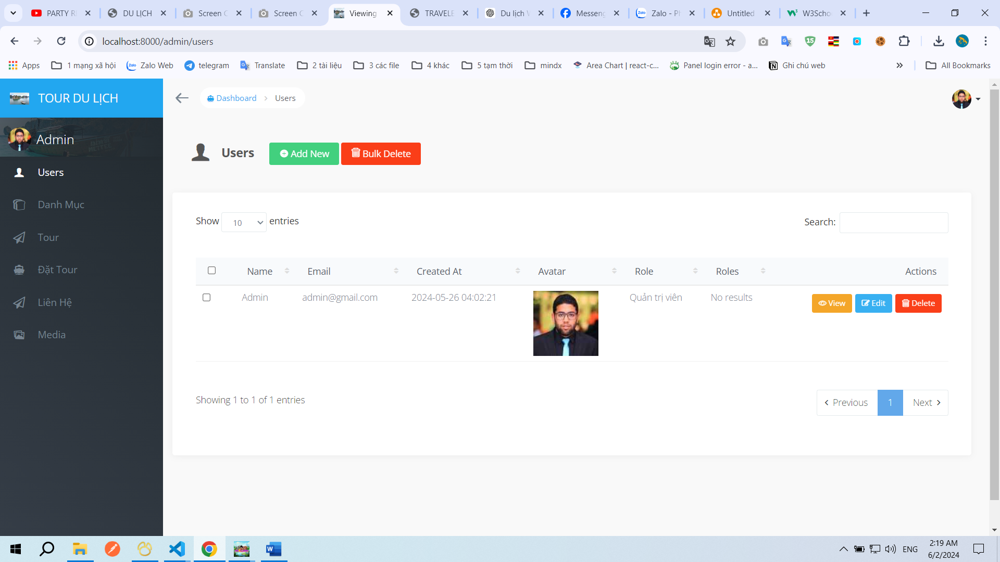 PARTY RE
DU LỊCH
Screen C
Screen C
Viewing
TRAVELE
Du lịch V
Messeng
Zalo - Ph
Untitled
W3Scho
localhost:8000/admin/users
15
Apps
1 mạng xã hội
Zalo Web
telegram
Translate
2 tài liệu
3 các file
4 khác
5 tạm thời
mindx
Area Chart | react-c...
Panel login error - a...
Ghi chú web
All Bookmarks
TOUR DU LỊCH
Dashboard
Users
Admin
Users
Danh Mục
Tour
Đặt Tour
Liên Hệ
Media
Users
Add New
Bulk Delete
Show 10 entries
Search:
Name Email Created At Avatar Role Roles Actions
Admin admin@gmail.com 2024-05-26 04:02:21 Quản trị viên No results View Edit Delete
Showing 1 to 1 of 1 entries
Previous 1 Next
ENG
2:19 AM
6/2/2024